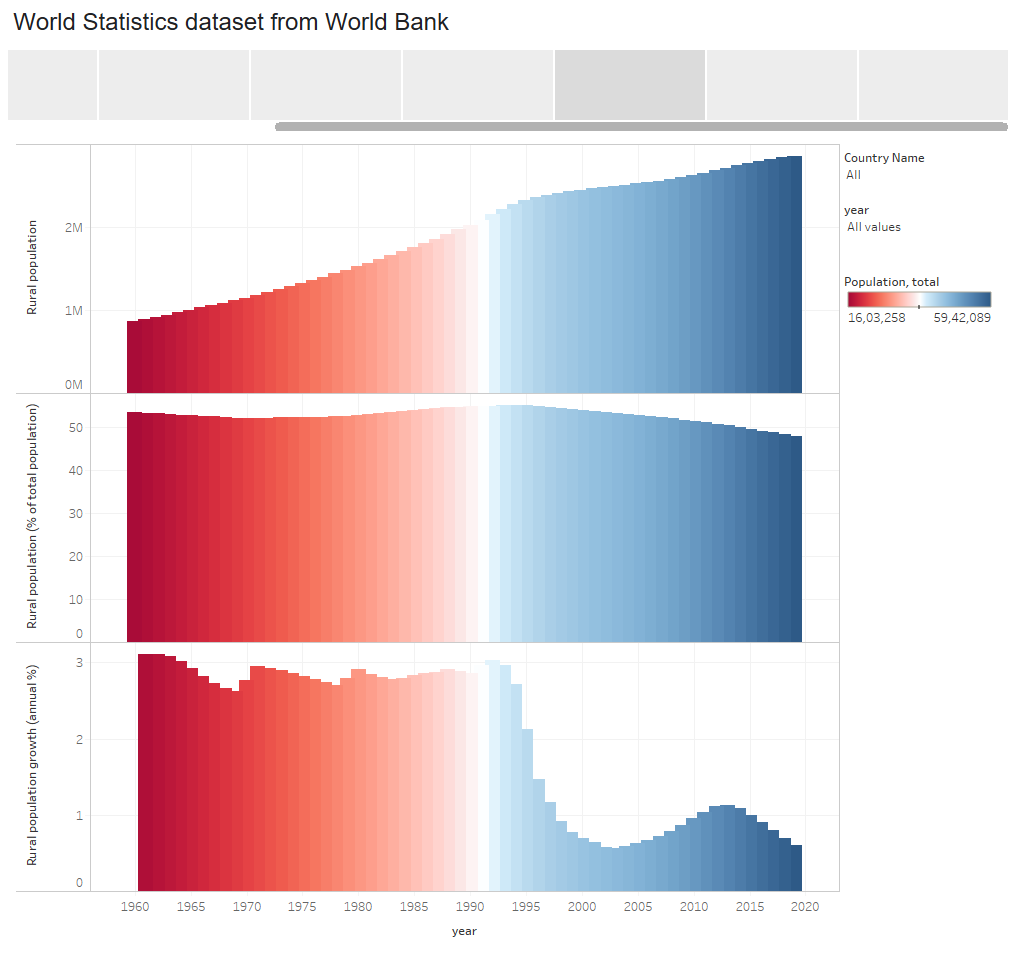 World Statistics dataset from World Bank
Country Name
All
year
All values
Population, total
16,03,258 59,42,089
Rural population
2M
1M
0M
Rural population (% of total population)
50
40
30
20
10
0
Rural population growth (annual %)
3
2
1
0
1960 1965 1970 1975 1980 1985 1990 1995 2000 2005 2010 2015 2020
year